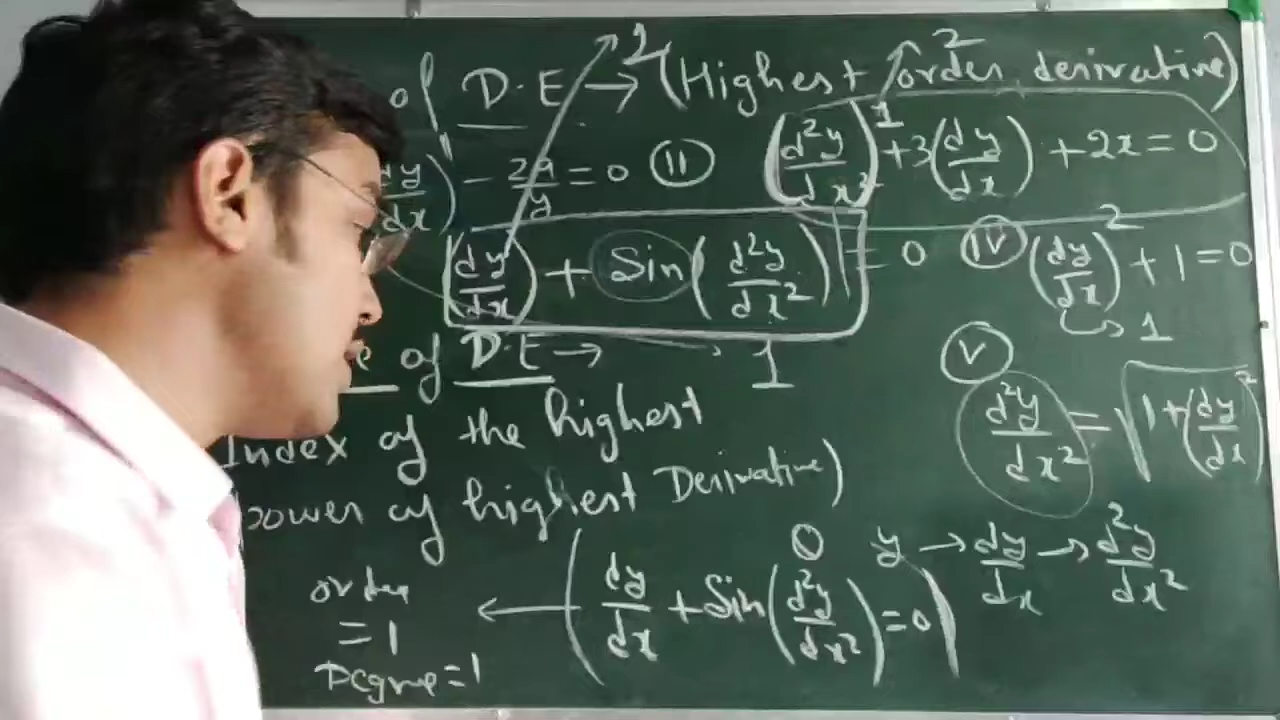 of D.E → 2 (Highest order derivative) 2
dy/dx) - 2a/y = 0 (II) (d²y/dx²)¹ + 3(dy/dx) + 2x = 0
(dy/dx) + Sin(d²y/dx²) = 0 (IV) (dy/dx)² + 1 = 0
↳ 1
of D.E → 1
(V) d²y/dx² = √1+(dy/dx)²
Index of the highest
power of highest Derivative)
0 y → dy/dx → d²y/dx²
order = 1 ← (dy/dx + Sin(d²y/dx²) = 0)
Degree = 1